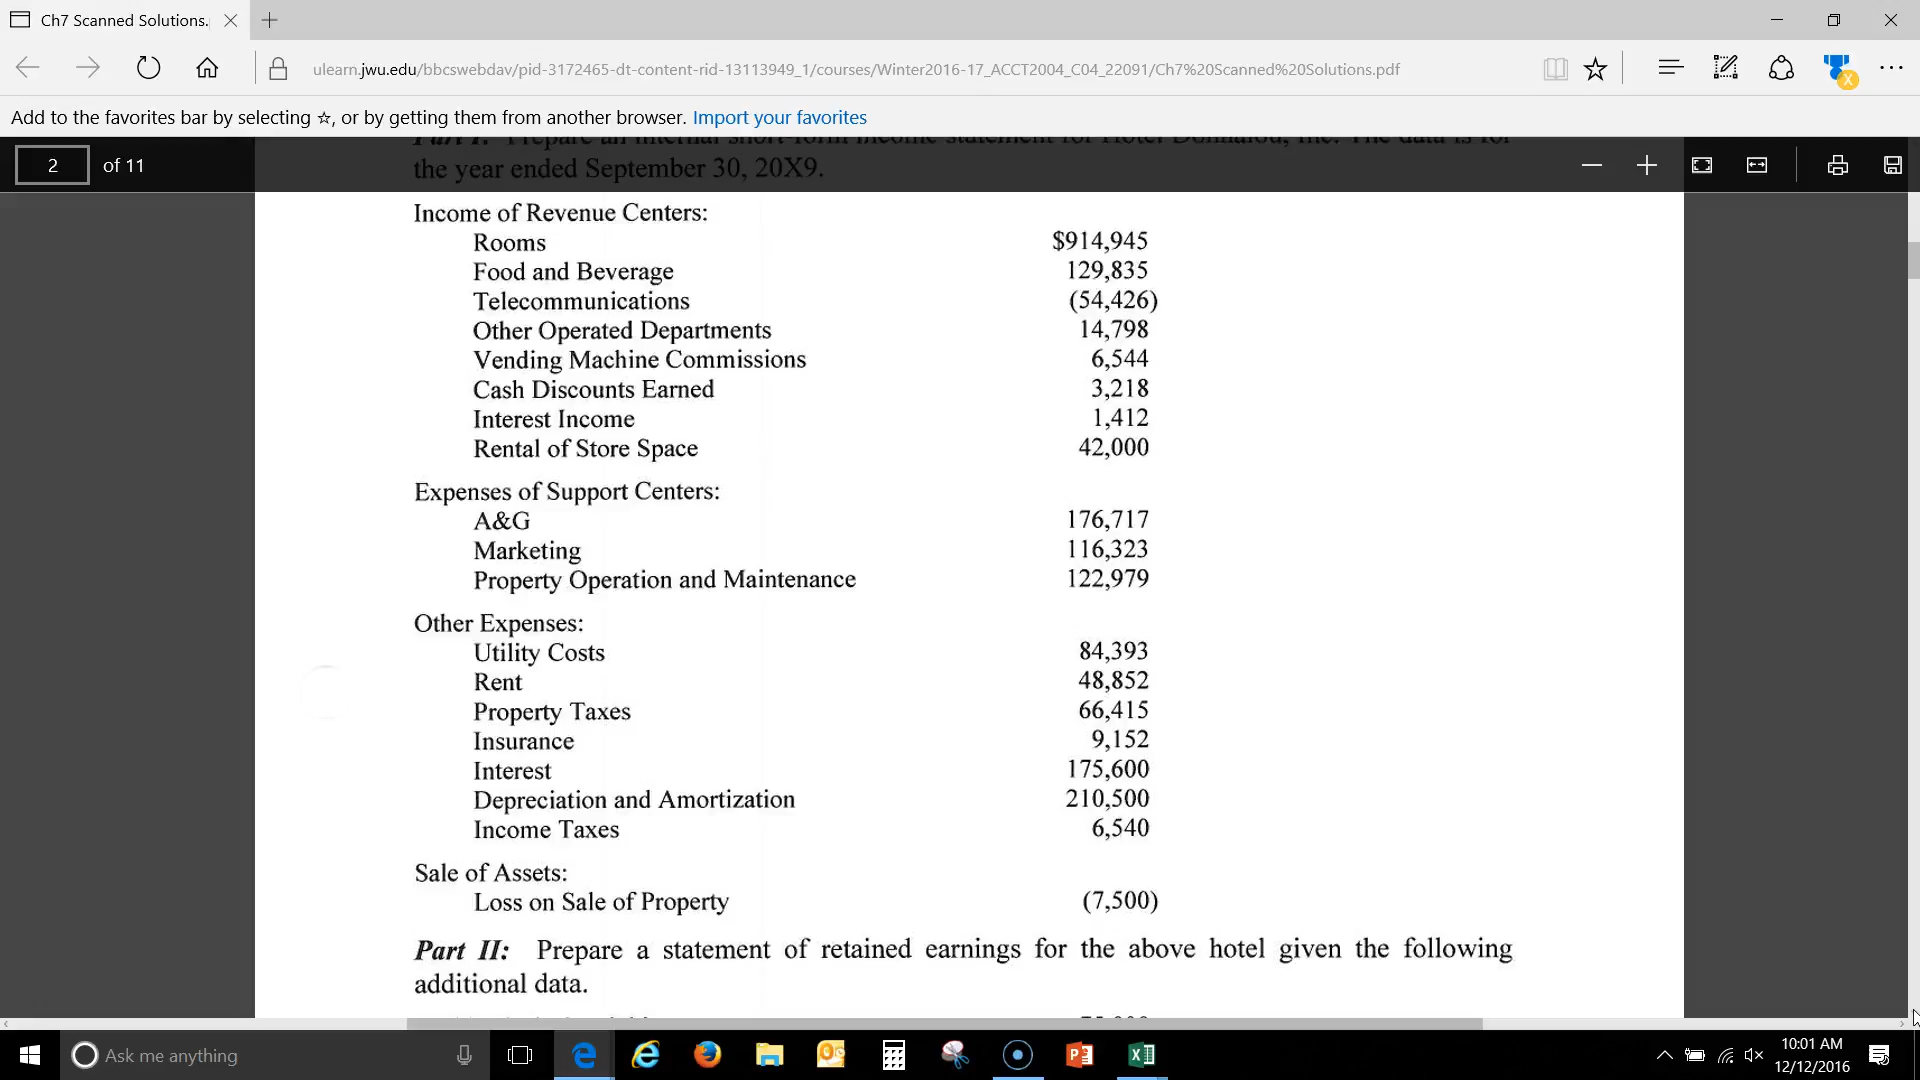 Ch7 Scanned Solutions.
ulearn.jwu.edu/bbcswebdav/pid-3172465-dt-content-rid-13113949_1/courses/Winter2016-17_ACCT2004_C04_22091/Ch7%20Scanned%20Solutions.pdf
Add to the favorites bar by selecting ☆, or by getting them from another browser. Import your favorites
2 of 11
the year ended September 30, 20X9.
Income of Revenue Centers:
Rooms $914,945
Food and Beverage 129,835
Telecommunications (54,426)
Other Operated Departments 14,798
Vending Machine Commissions 6,544
Cash Discounts Earned 3,218
Interest Income 1,412
Rental of Store Space 42,000
Expenses of Support Centers:
A&G 176,717
Marketing 116,323
Property Operation and Maintenance 122,979
Other Expenses:
Utility Costs 84,393
Rent 48,852
Property Taxes 66,415
Insurance 9,152
Interest 175,600
Depreciation and Amortization 210,500
Income Taxes 6,540
Sale of Assets:
Loss on Sale of Property (7,500)
Part II: Prepare a statement of retained earnings for the above hotel given the following
additional data.
Ask me anything
10:01 AM
12/12/2016